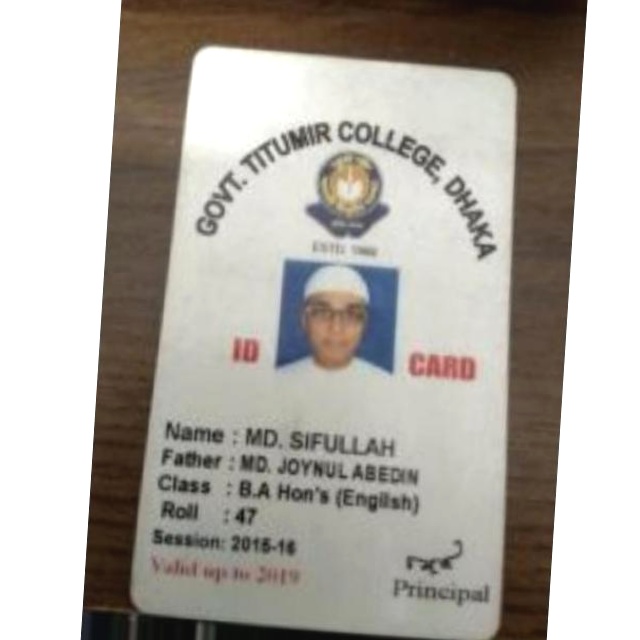 GOVT. TITUMIR COLLEGE, DHAKA
ESTD. 1968
ID CARD
Name : MD. SIFULLAH
Father : MD. JOYNUL ABEDIN
Class : B.A Hon's (English)
Roll : 47
Session: 2015-16
Valid up to 2019
Principal